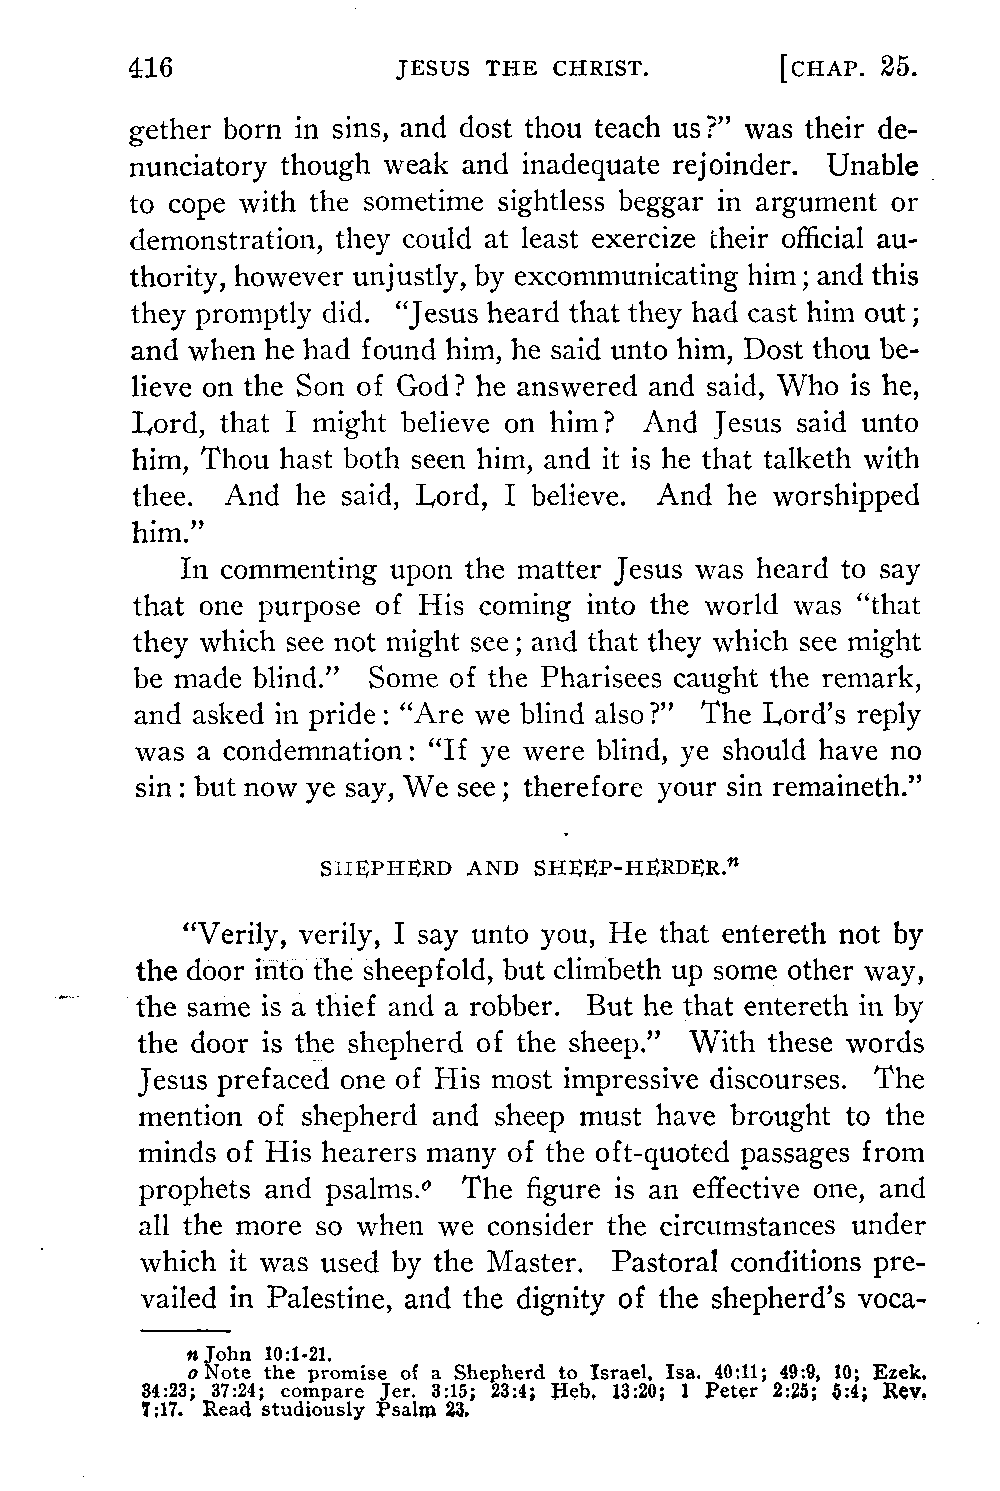 416 JESUS THE CHRIST. [CHAP. 25.
gether born in sins, and dost thou teach us?” was their de-
nunciatory though weak and inadequate rejoinder. Unable
to cope with the sometime sightless beggar in argument or
demonstration, they could at least exercize their official au-
thority, however unjustly, by excommunicating him; and this
they promptly did. “Jesus heard that they had cast him out;
and when he had found him, he said unto him, Dost thou be-
lieve on the Son of God? he answered and said, Who is he,
Lord, that I might believe on him? And Jesus said unto
him, Thou hast both seen him, and it is he that talketh with
thee. And he said, Lord, I believe. And he worshipped
him.”
In commenting upon the matter Jesus was heard to say
that one purpose of His coming into the world was “that
they which see not might see; and that they which see might
be made blind.” Some of the Pharisees caught the remark,
and asked in pride: “Are we blind also?” The Lord’s reply
was a condemnation: “If ye were blind, ye should have no
sin: but now ye say, We see; therefore your sin remaineth.”
SHEPHERD AND SHEEP-HERDER.n
“Verily, verily, I say unto you, He that entereth not by
the door into the sheepfold, but climbeth up some other way,
the same is a thief and a robber. But he that entereth in by
the door is the shepherd of the sheep.” With these words
Jesus prefaced one of His most impressive discourses. The
mention of shepherd and sheep must have brought to the
minds of His hearers many of the oft-quoted passages from
prophets and psalms.o The figure is an effective one, and
all the more so when we consider the circumstances under
which it was used by the Master. Pastoral conditions pre-
vailed in Palestine, and the dignity of the shepherd’s voca-
n John 10:1-21.
o Note the promise of a Shepherd to Israel, Isa. 40:11; 49:9, 10; Ezek.
34:23; 37:24; compare Jer. 3:15; 23:4; Heb. 13:20; 1 Peter 2:25; 5:4; Rev.
7:17. Read studiously Psalm 23.